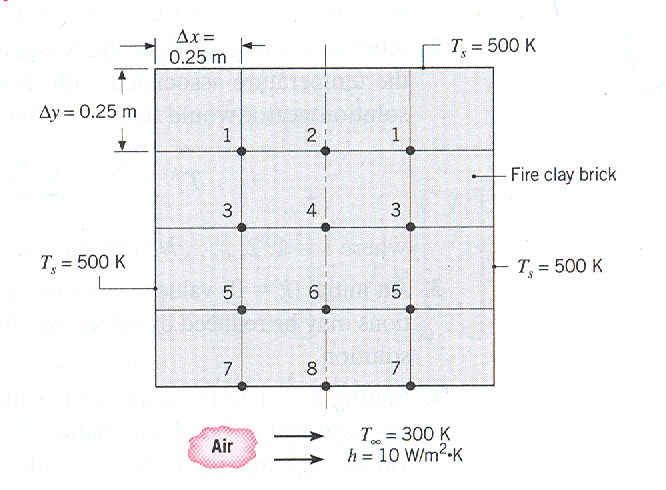 Δx =
0.25 m
T_s = 500 K
Δy = 0.25 m
1 2 1
Fire clay brick
3 4 3
T_s = 500 K
T_s = 500 K
5 6 5
7 8 7
Air
T_∞ = 300 K
h = 10 W/m²·K